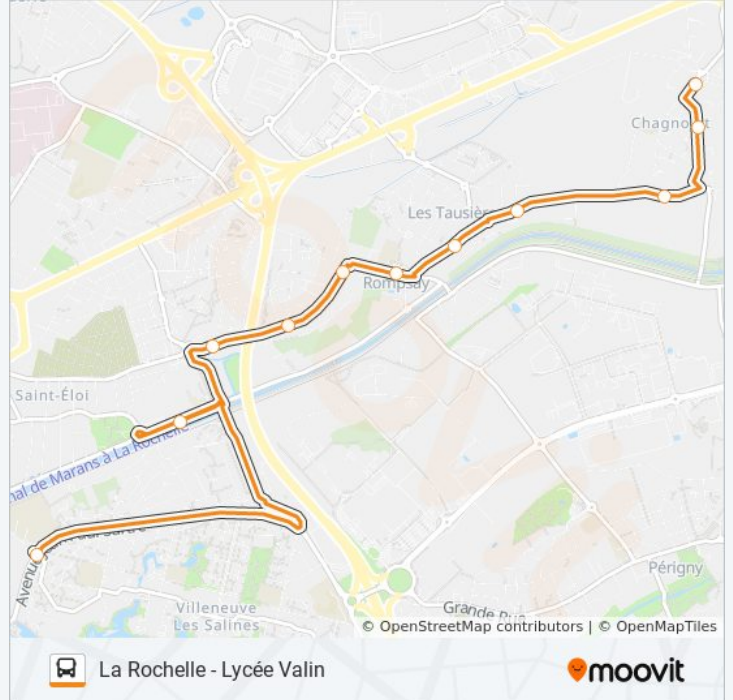 Chagnolet
Les Tausières
Rompsay
Saint-Éloi
Canal de Marans à La Rochelle
Villeneuve
Les Salines
Périgny
Grande Rue
© OpenStreetMap contributors | © OpenMapTiles
La Rochelle - Lycée Valin
moovit